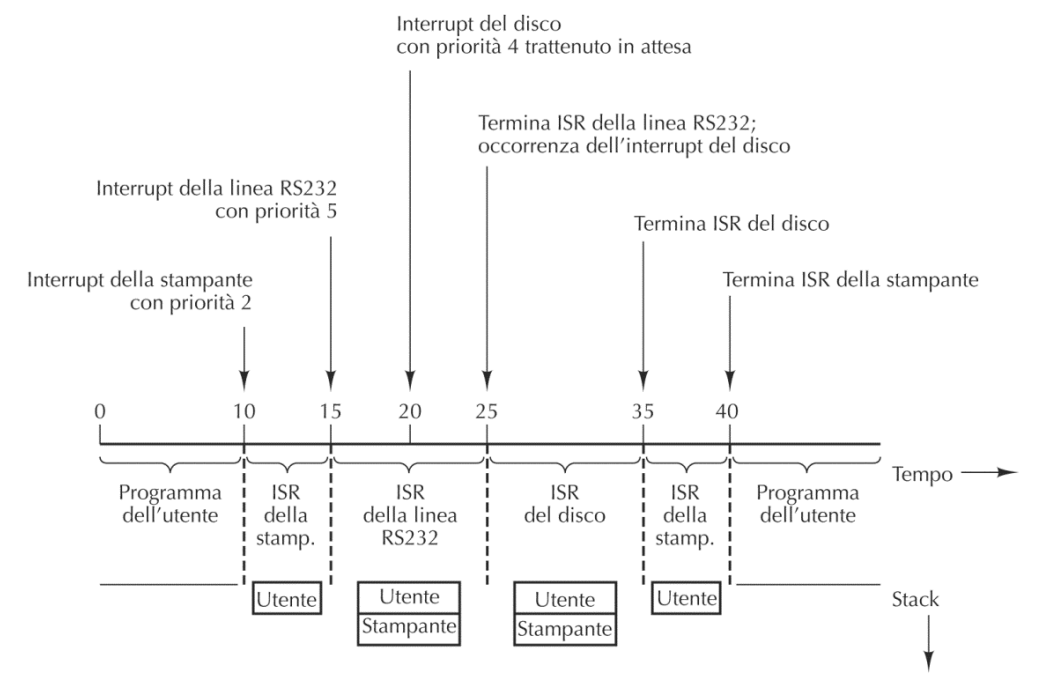 Interrupt del disco
con priorità 4 trattenuto in attesa
Termina ISR della linea RS232;
occorrenza dell'interrupt del disco
Interrupt della linea RS232
con priorità 5
Termina ISR del disco
Interrupt della stampante
con priorità 2
Termina ISR della stampante
0 10 15 20 25 35 40
Tempo
Programma
dell'utente
ISR
della
stamp.
ISR
della linea
RS232
ISR
del disco
ISR
della
stamp.
Programma
dell'utente
Utente
Utente
Stampante
Utente
Stampante
Utente
Stack